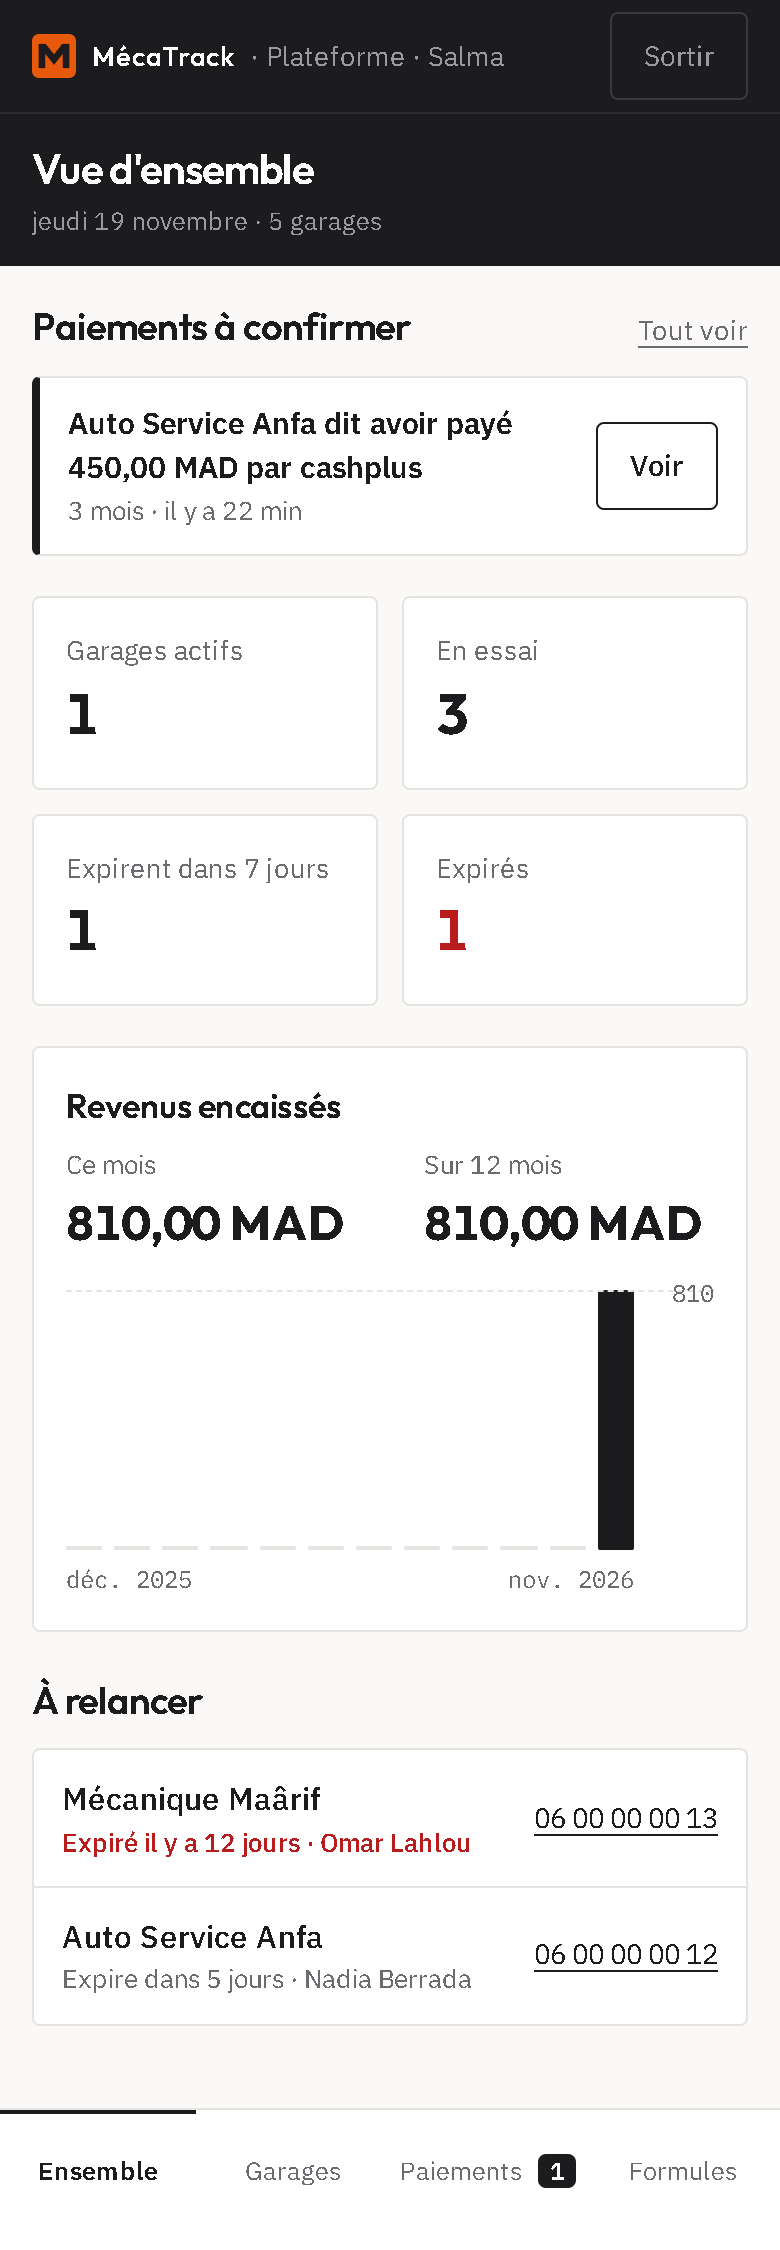 M MécaTrack · Plateforme · Salma
Sortir
Vue d'ensemble
jeudi 19 novembre · 5 garages
Paiements à confirmer
Tout voir
Auto Service Anfa dit avoir payé
450,00 MAD par cashplus
3 mois · il y a 22 min
Voir
Garages actifs
1
En essai
3
Expirent dans 7 jours
1
Expirés
1
Revenus encaissés
Ce mois
810,00 MAD
Sur 12 mois
810,00 MAD
810
déc. 2025
nov. 2026
À relancer
Mécanique Maârif
Expiré il y a 12 jours · Omar Lahlou
06 00 00 00 13
Auto Service Anfa
Expire dans 5 jours · Nadia Berrada
06 00 00 00 12
Ensemble
Garages
Paiements 1
Formules